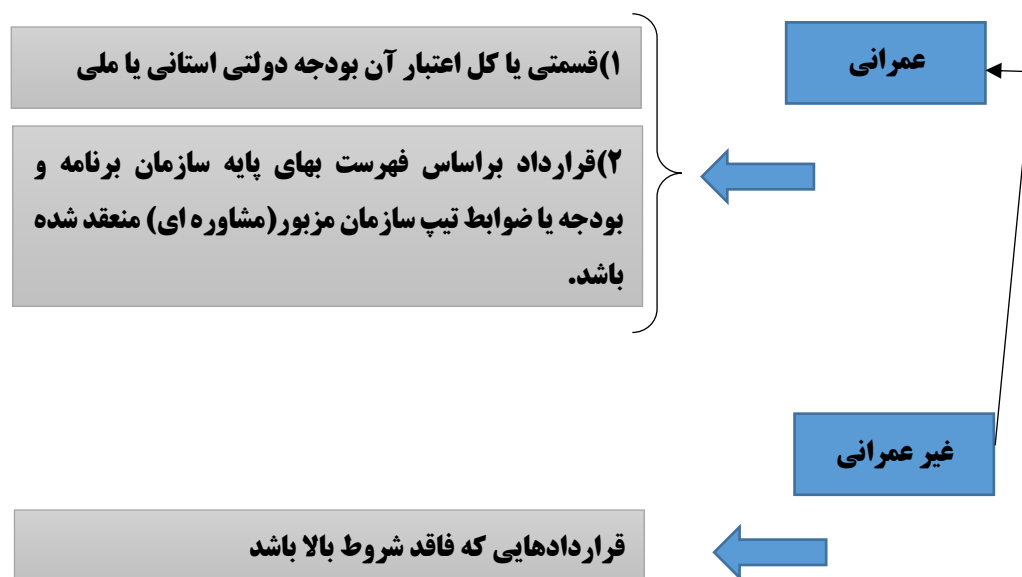 عمرانی
۱)قسمتی یا کل اعتبار آن بودجه دولتی استانی یا ملی
۲)قرارداد براساس فهرست بهای پایه سازمان برنامه و
بودجه یا ضوابط تیپ سازمان مزبور(مشاوره ای) منعقد شده
باشد.
غیر عمرانی
قراردادهایی که فاقد شروط بالا باشد